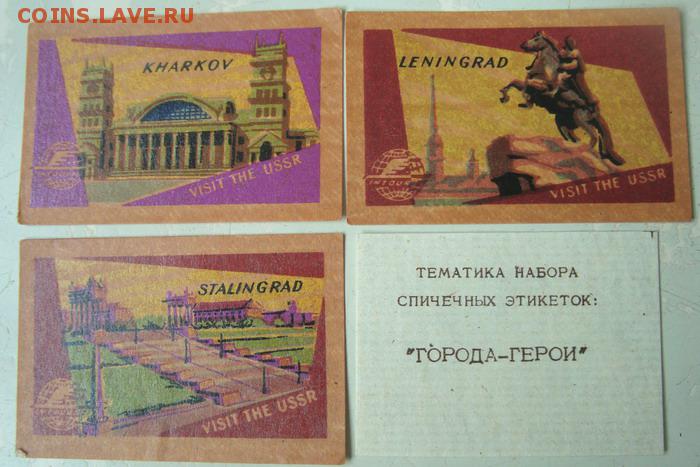 COINS.LAVE.RU
KHARKOV
VISIT THE USSR
LENINGRAD
INTOURIST
VISIT THE USSR
STALINGRAD
VISIT THE USSR
ТЕМАТИКА НАБОРА
СПИЧЕЧНЫХ ЭТИКЕТОК:
"ГОРОДА-ГЕРОИ"